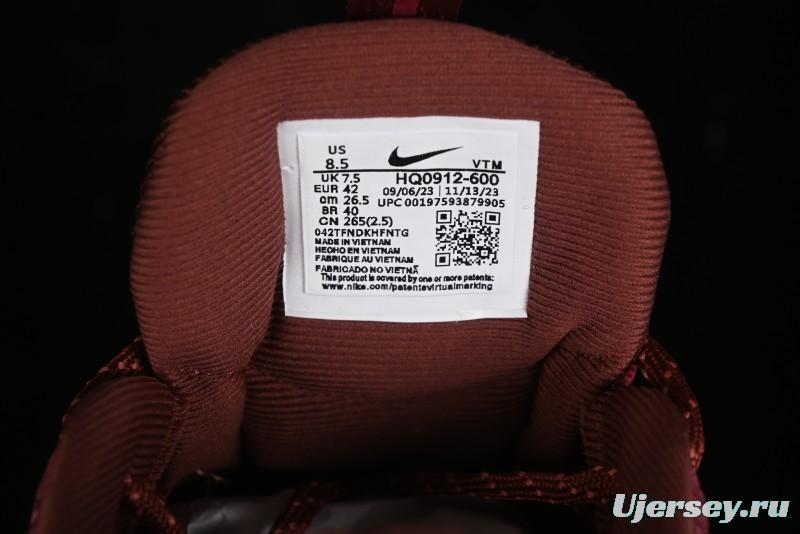 US
8.5
VTM
UK 7.5
HQ0912-600
EUR 42
09/06/23 | 11/13/23
cm 26.5
UPC 00197593879905
BR 40
CN 265(2.5)
042TFNDKHFNTG
MADE IN VIETNAM
HECHO EN VIETNAM
FABRIQUE AU VIETNAM
FABRICADO NO VIETNÃ
This product is covered by one or more patents:
www.nike.com/patentsvirtualmarking
Ujersey.ru